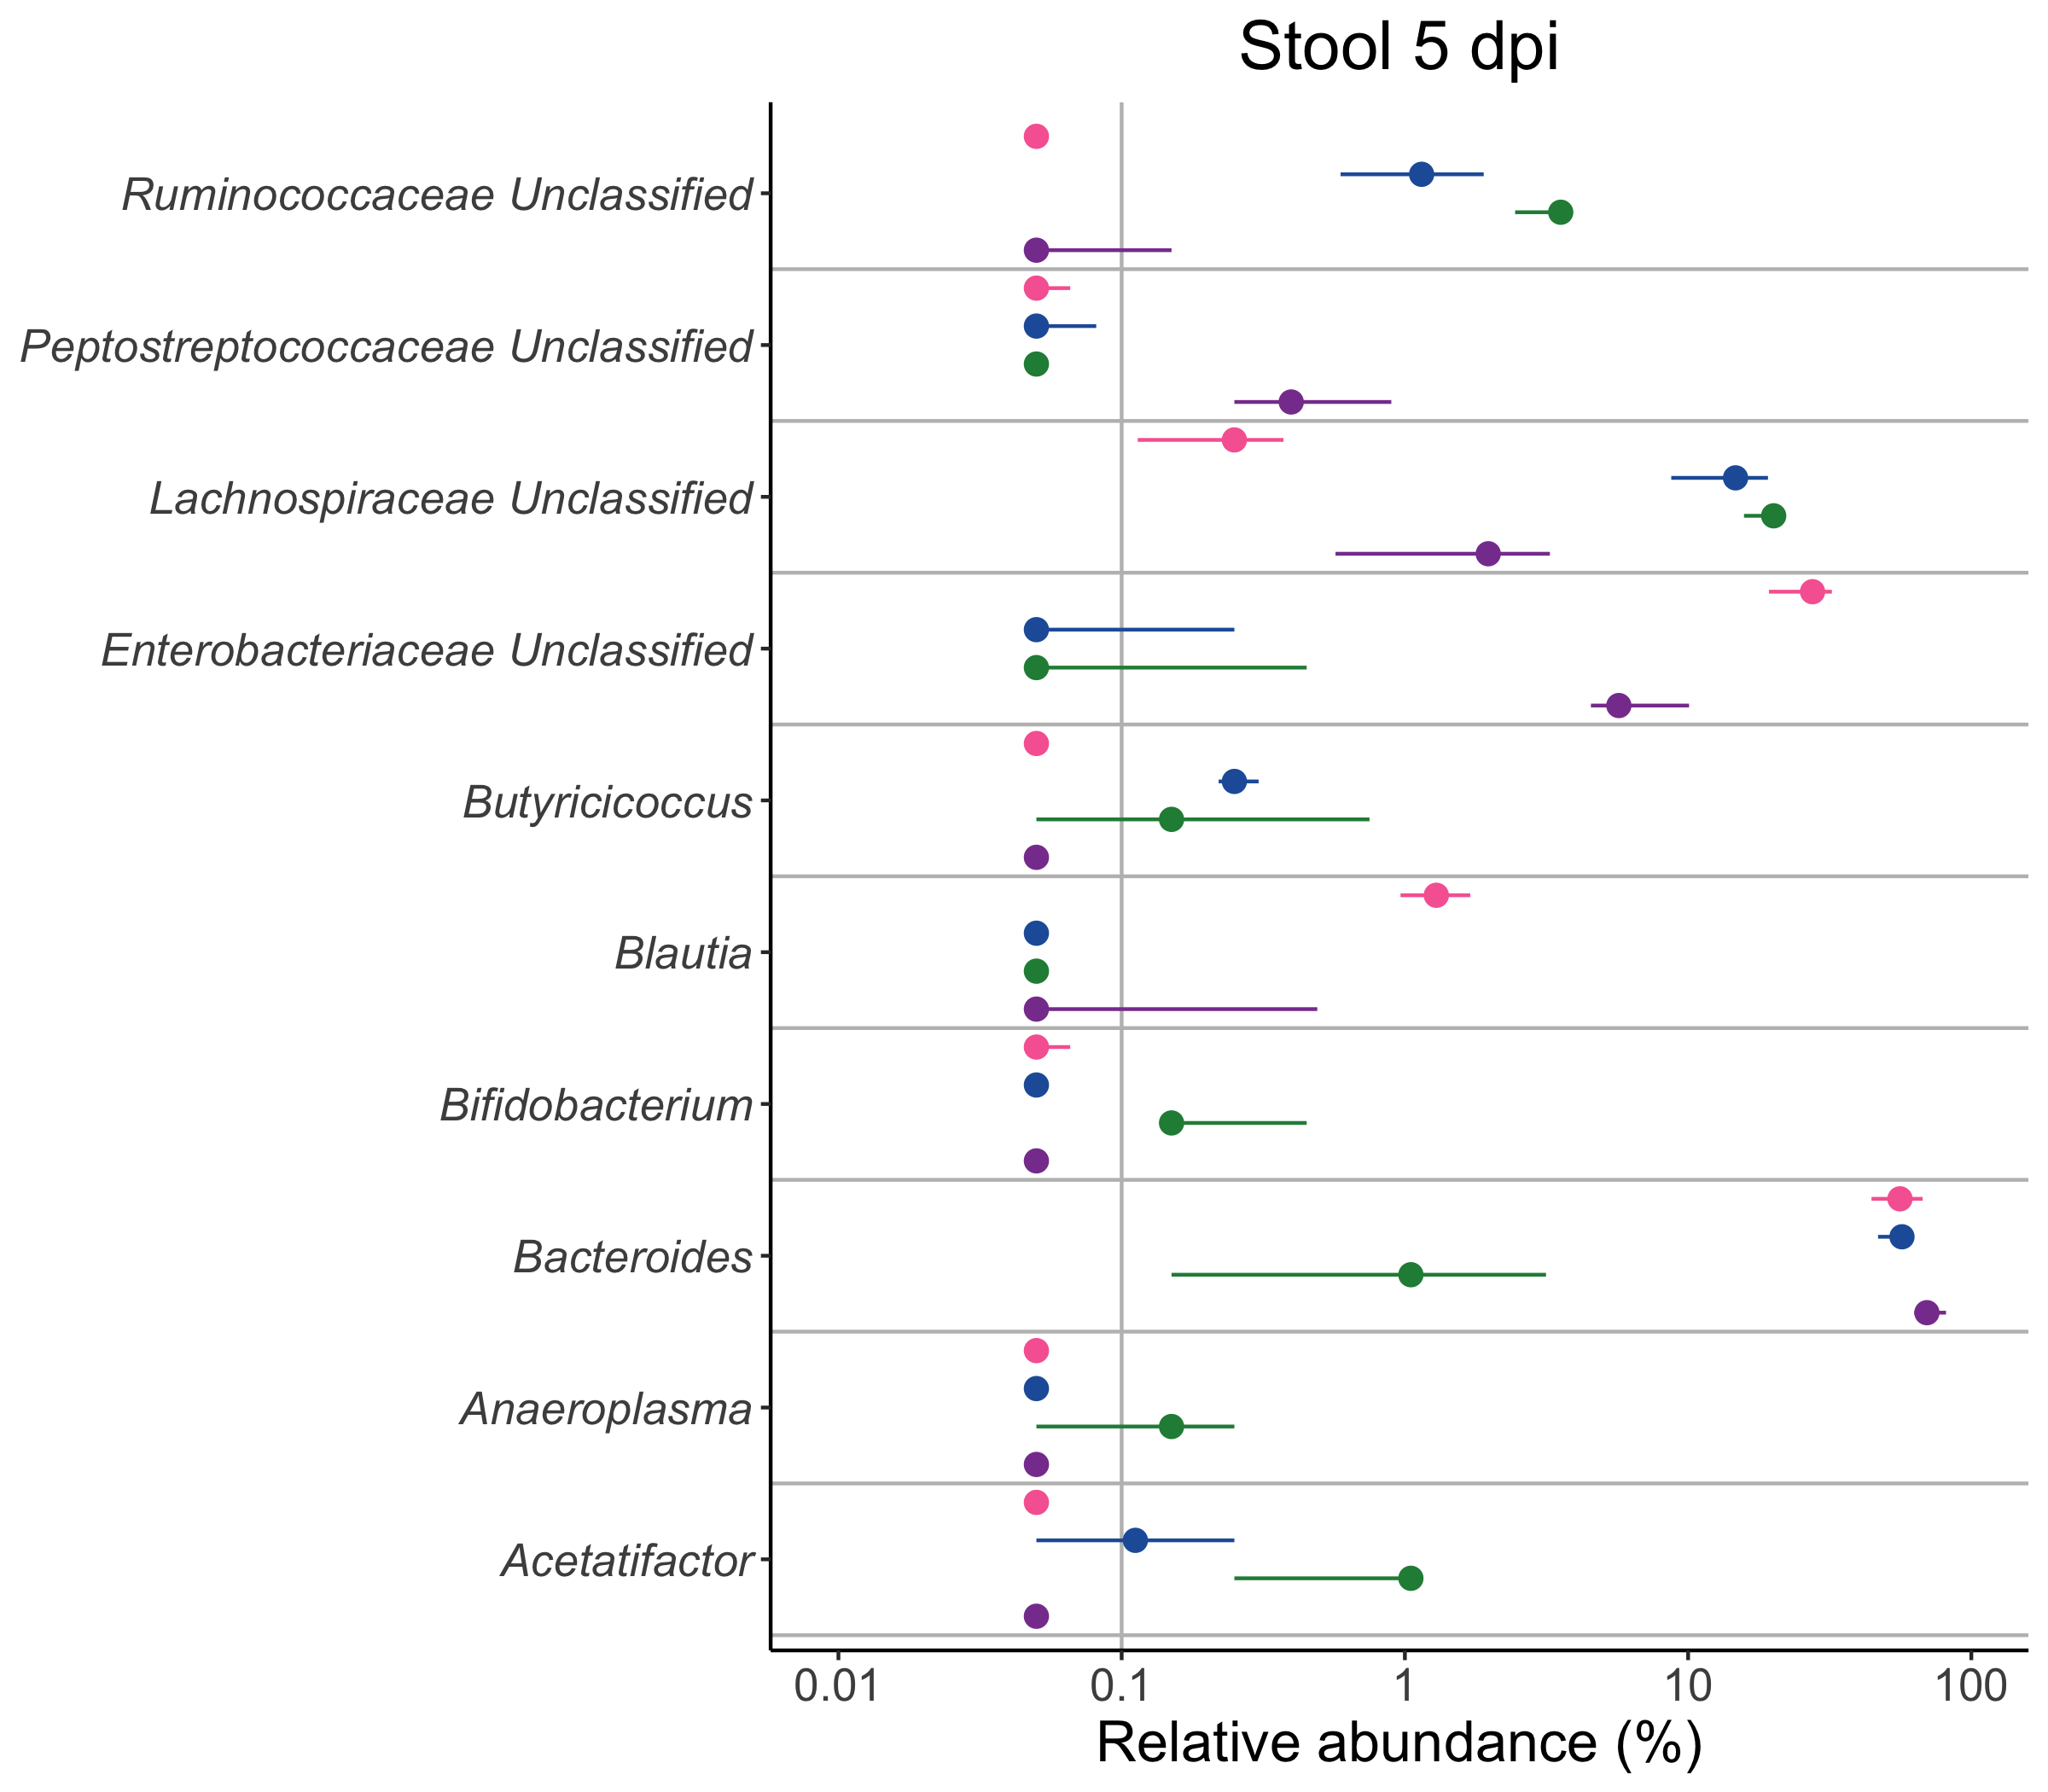 Stool 5 dpi
Ruminococcaceae Unclassified
Peptostreptococcaceae Unclassified
Lachnospiraceae Unclassified
Enterobacteriaceae Unclassified
Butyricicoccus
Blautia
Bifidobacterium
Bacteroides
Anaeroplasma
Acetatifactor
0.01 0.1 1 10 100
Relative abundance (%)